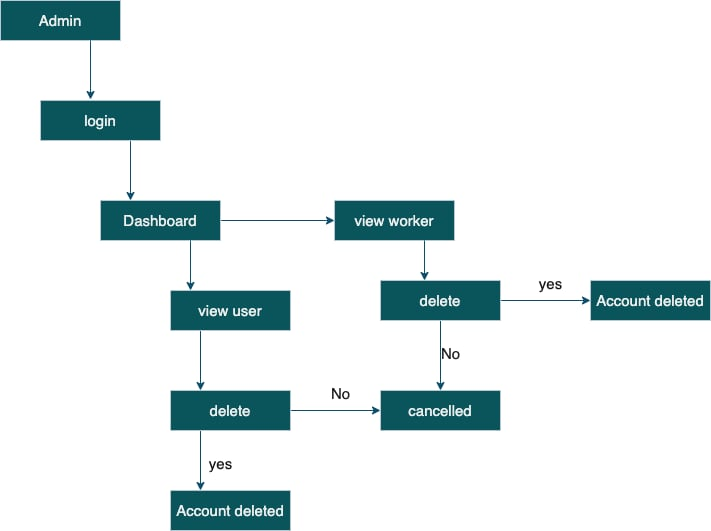 Admin
login
Dashboard
view worker
view user
delete
yes
Account deleted
No
delete
No
cancelled
yes
Account deleted